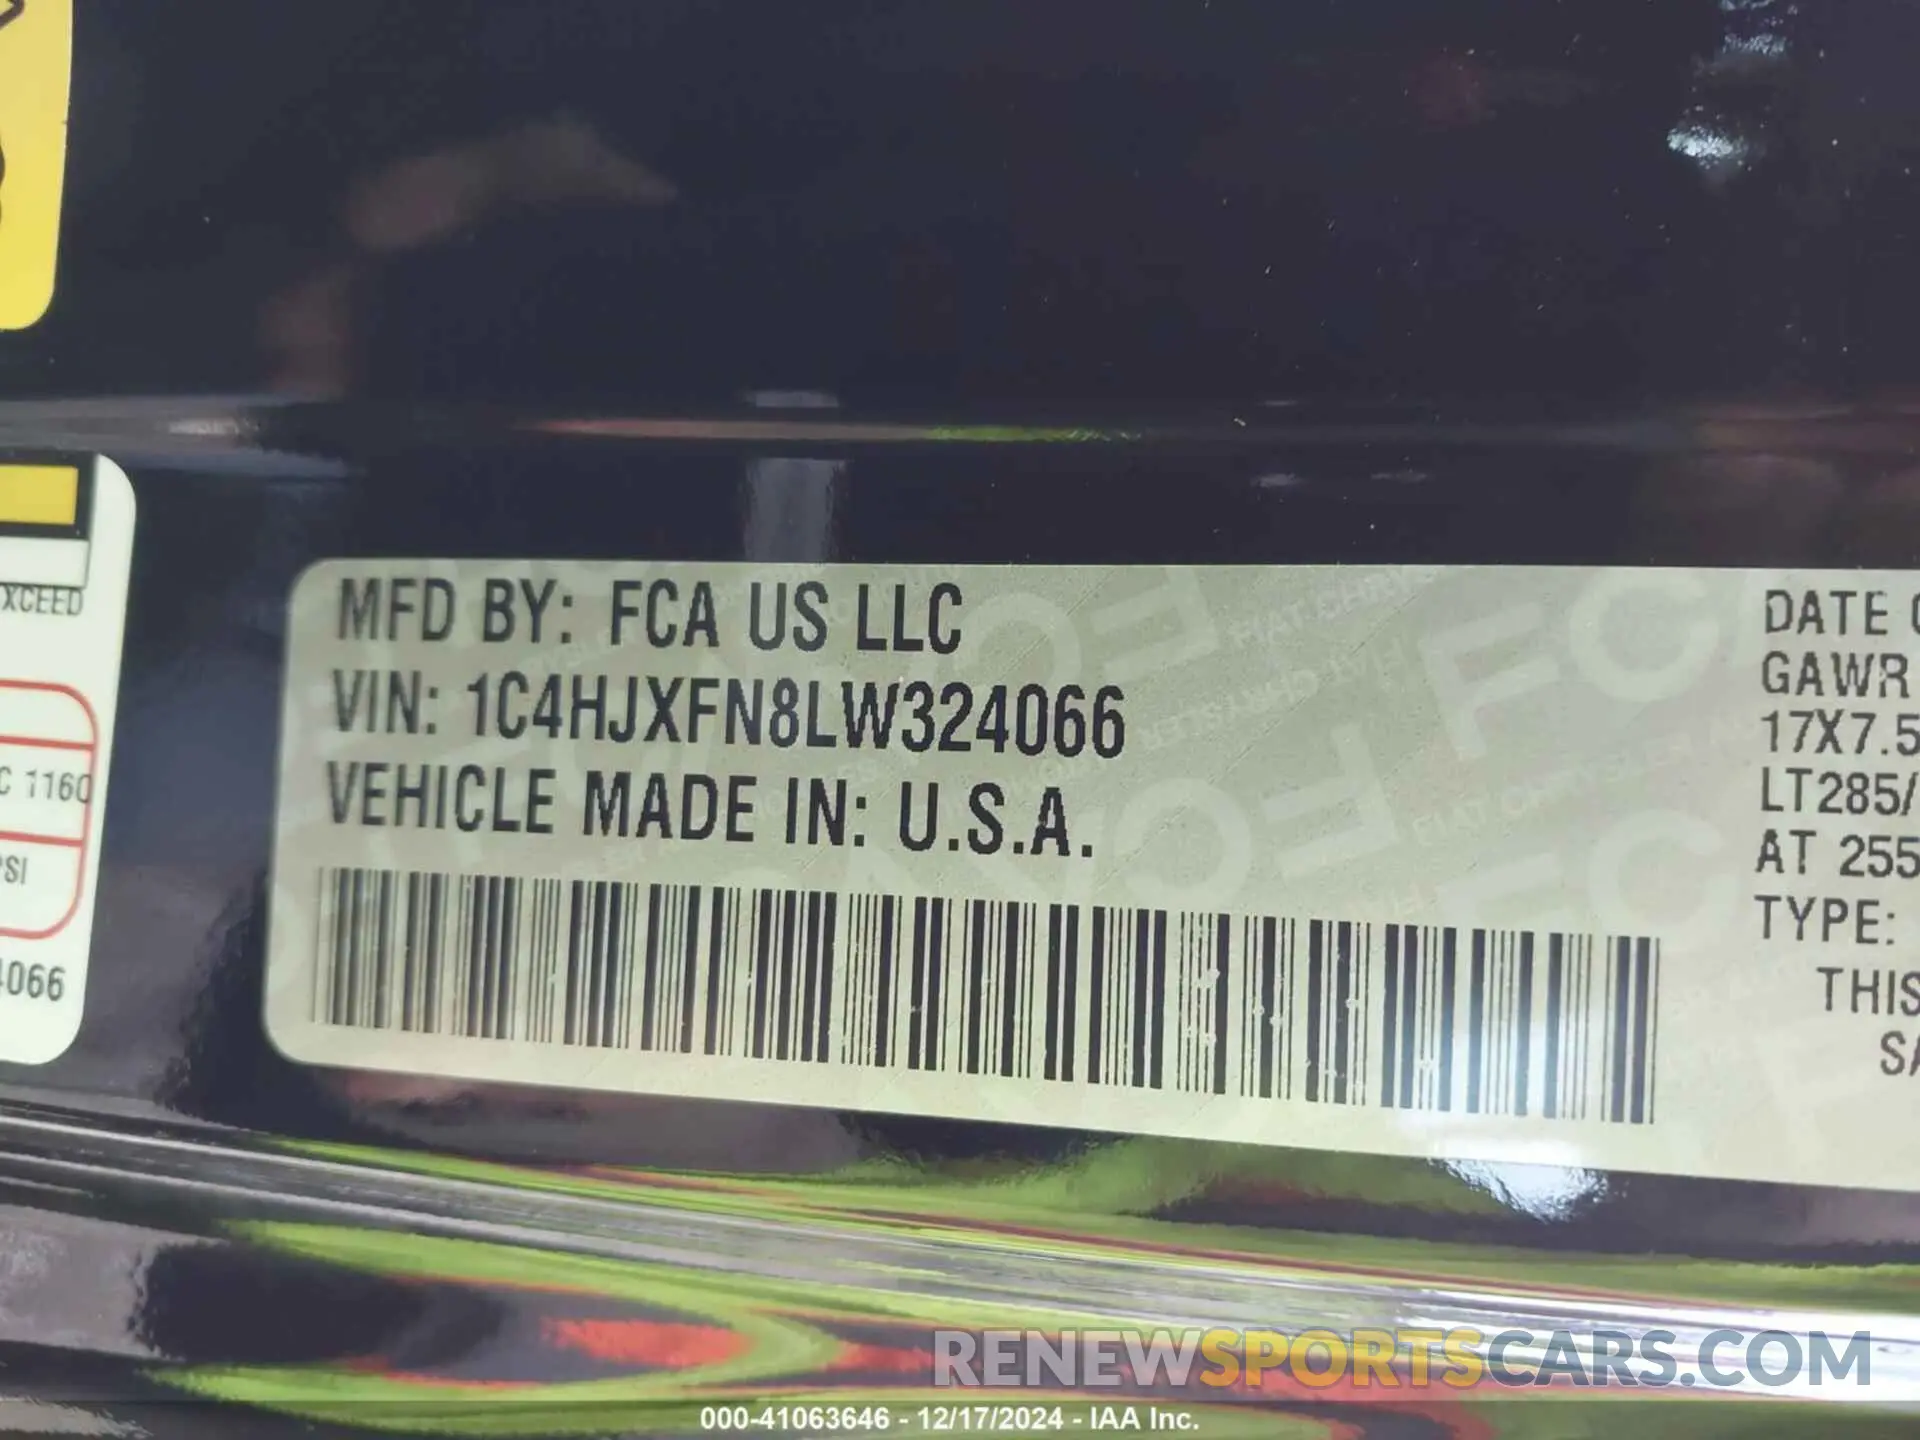 XCEED
C 1160
PSI
4066
MFD BY: FCA US LLC
VIN: 1C4HJXFN8LW324066
VEHICLE MADE IN: U.S.A.
DATE O
GAWR
17X7.5
LT285/
AT 255
TYPE:
THIS
SA
RENEWSPORTSCARS.COM
000-41063646 - 12/17/2024 - IAA Inc.